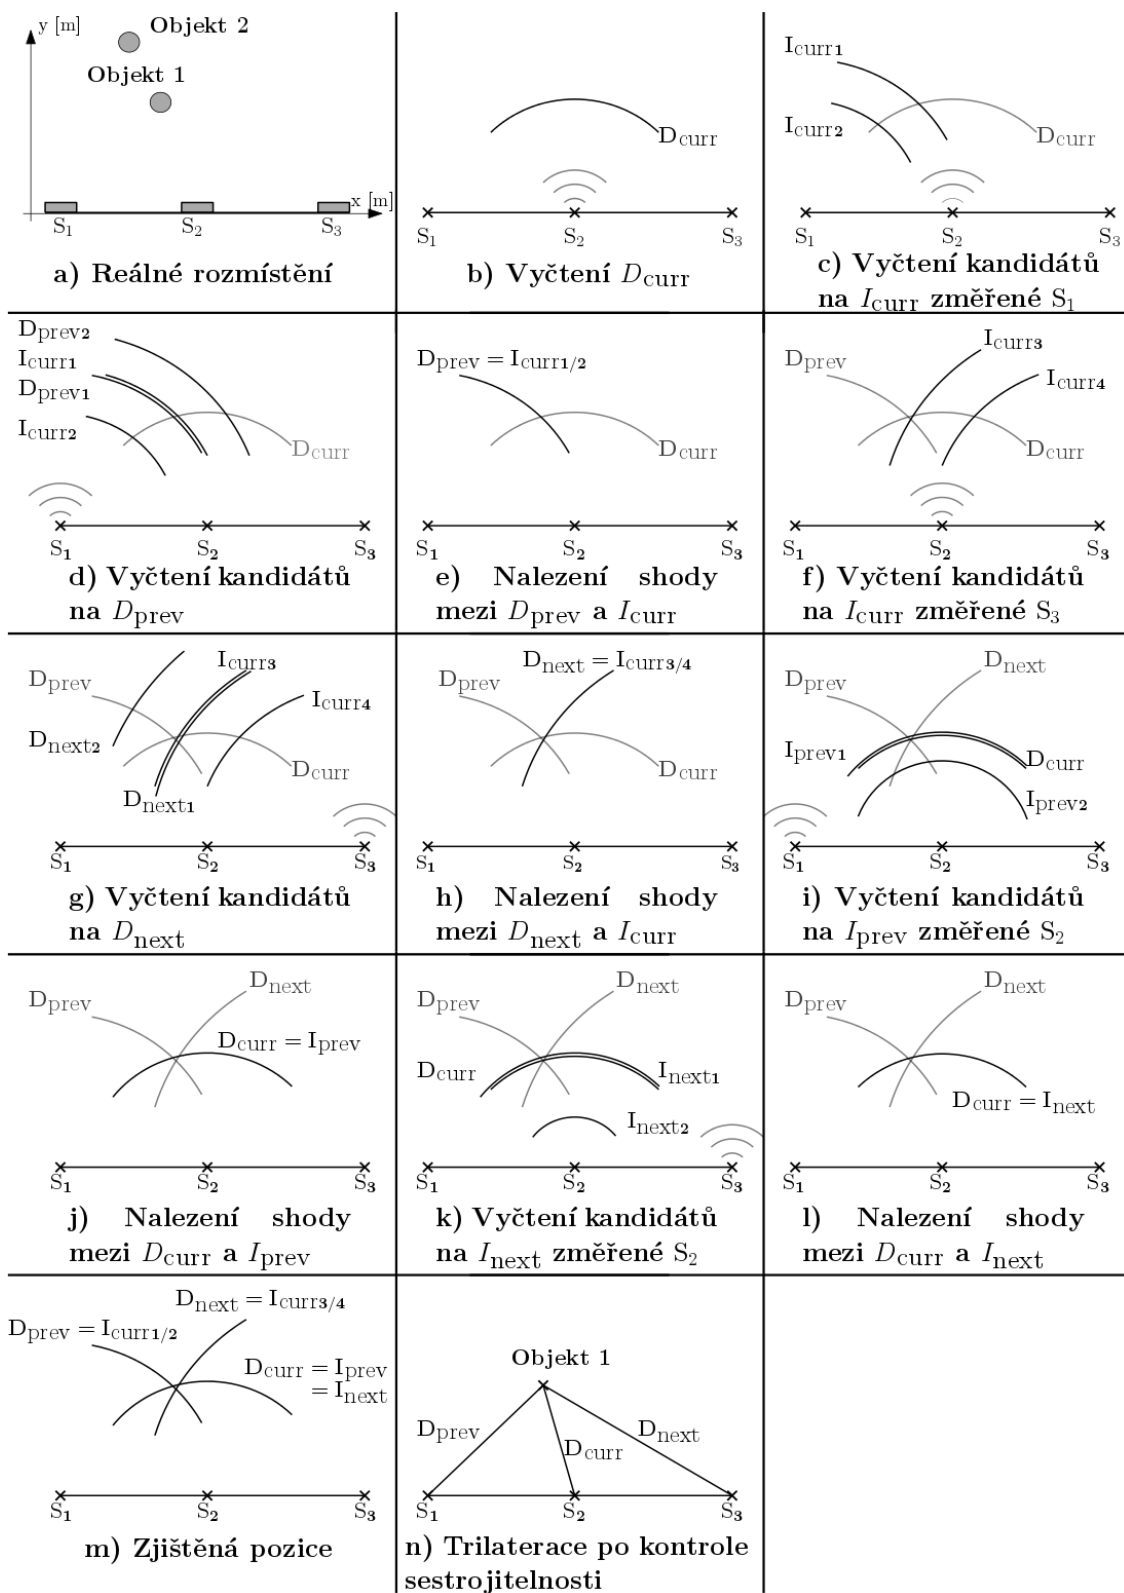 y [m]
Objekt 2
Objekt 1
x [m]
S1
S2
S3
a) Reálné rozmístění
Dcurr
S1
S2
S3
b) Vyčtení Dcurr
Icurr1
Icurr2
Dcurr
S1
S2
S3
c) Vyčtení kandidátů
na Icurr změřené S1
Dprev2
Icurr1
Dprev1
Icurr2
Dcurr
S1
S2
S3
d) Vyčtení kandidátů
na Dprev
Dprev = Icurr1/2
Dcurr
S1
S2
S3
e) Nalezení shody
mezi Dprev a Icurr
Icurr3
Dprev
Icurr4
Dcurr
S1
S2
S3
f) Vyčtení kandidátů
na Icurr změřené S3
Icurr3
Dprev
Icurr4
Dnext2
Dcurr
Dnext1
S1
S2
S3
g) Vyčtení kandidátů
na Dnext
Dnext = Icurr3/4
Dprev
Dcurr
S1
S2
S3
h) Nalezení shody
mezi Dnext a Icurr
Dnext
Dprev
Iprev1
Dcurr
Iprev2
S1
S2
S3
i) Vyčtení kandidátů
na Iprev změřené S2
Dnext
Dprev
Dcurr = Iprev
S1
S2
S3
j) Nalezení shody
mezi Dcurr a Iprev
Dprev
Dnext
Dcurr
Inext1
Inext2
S1
S2
S3
k) Vyčtení kandidátů
na Inext změřené S2
Dprev
Dnext
Dcurr = Inext
S1
S2
S3
l) Nalezení shody
mezi Dcurr a Inext
Dnext = Icurr3/4
Dprev = Icurr1/2
Dcurr = Iprev
= Inext
S1
S2
S3
m) Zjištěná pozice
Objekt 1
Dprev
Dnext
Dcurr
S1
S2
S3
n) Trilaterace po kontrole
sestrojitelnosti